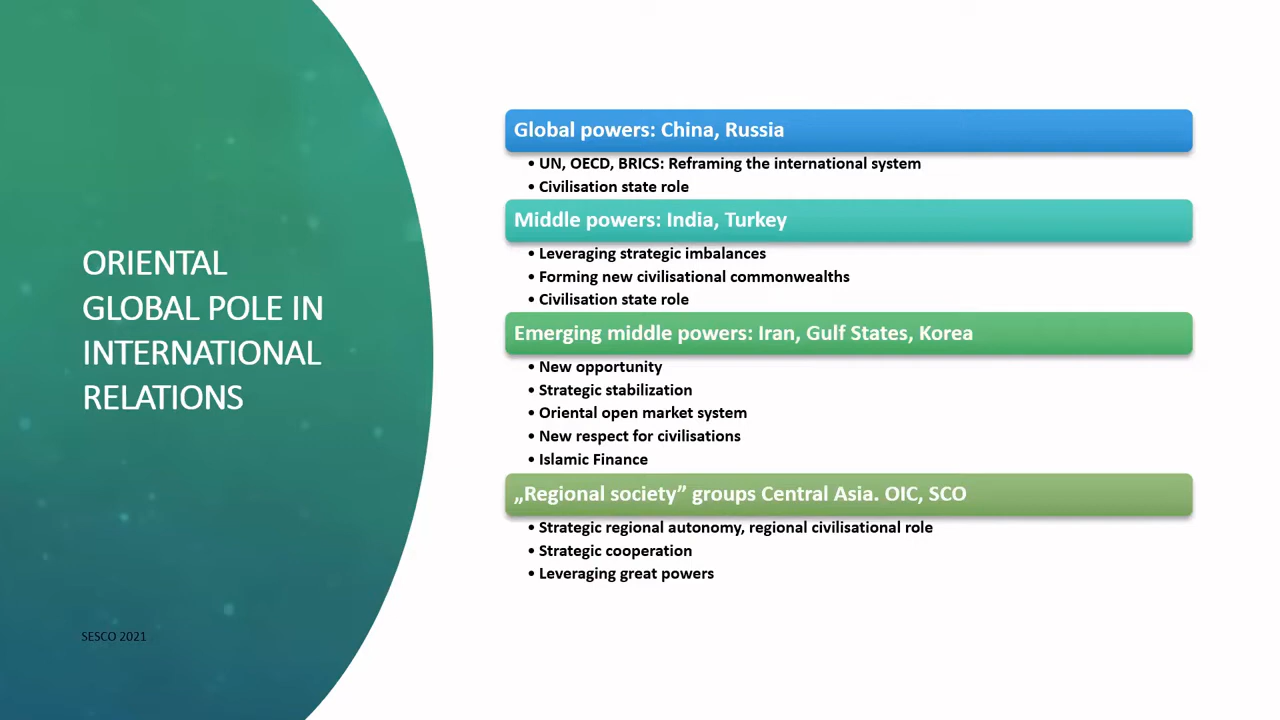 ORIENTAL
GLOBAL POLE IN
INTERNATIONAL
RELATIONS
SESCO 2021
Global powers: China, Russia
• UN, OECD, BRICS: Reframing the international system
• Civilisation state role
Middle powers: India, Turkey
• Leveraging strategic imbalances
• Forming new civilisational commonwealths
• Civilisation state role
Emerging middle powers: Iran, Gulf States, Korea
• New opportunity
• Strategic stabilization
• Oriental open market system
• New respect for civilisations
• Islamic Finance
„Regional society” groups Central Asia. OIC, SCO
• Strategic regional autonomy, regional civilisational role
• Strategic cooperation
• Leveraging great powers